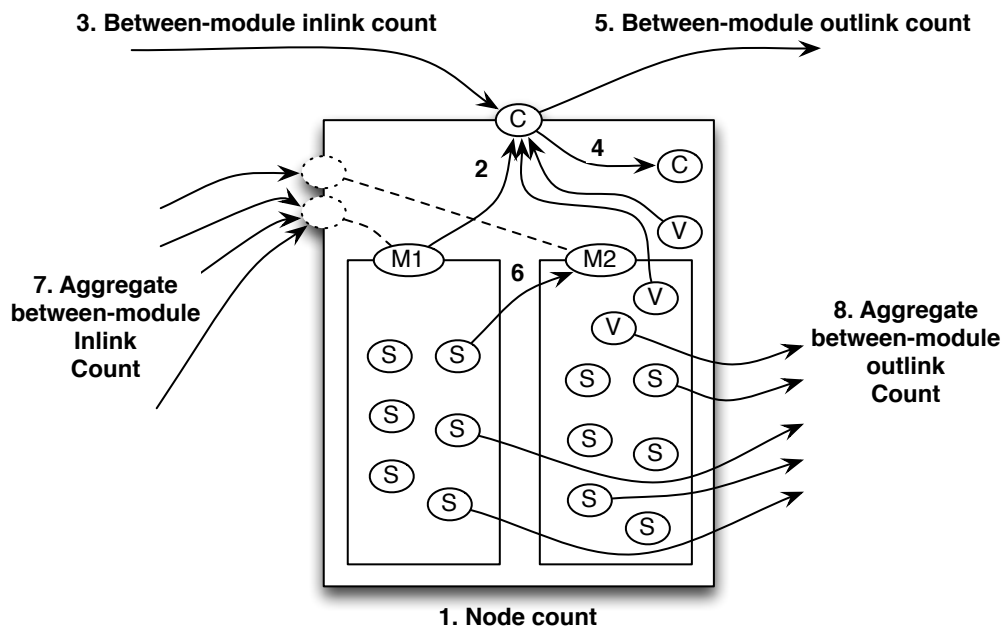 3. Between-module inlink count
5. Between-module outlink count
C
2
4
C
V
M1
M2
6
V
7. Aggregate
between-module
Inlink
Count
V
8. Aggregate
between-module
outlink
Count
S
S
S
S
S
S
S
S
S
S
S
S
1. Node count